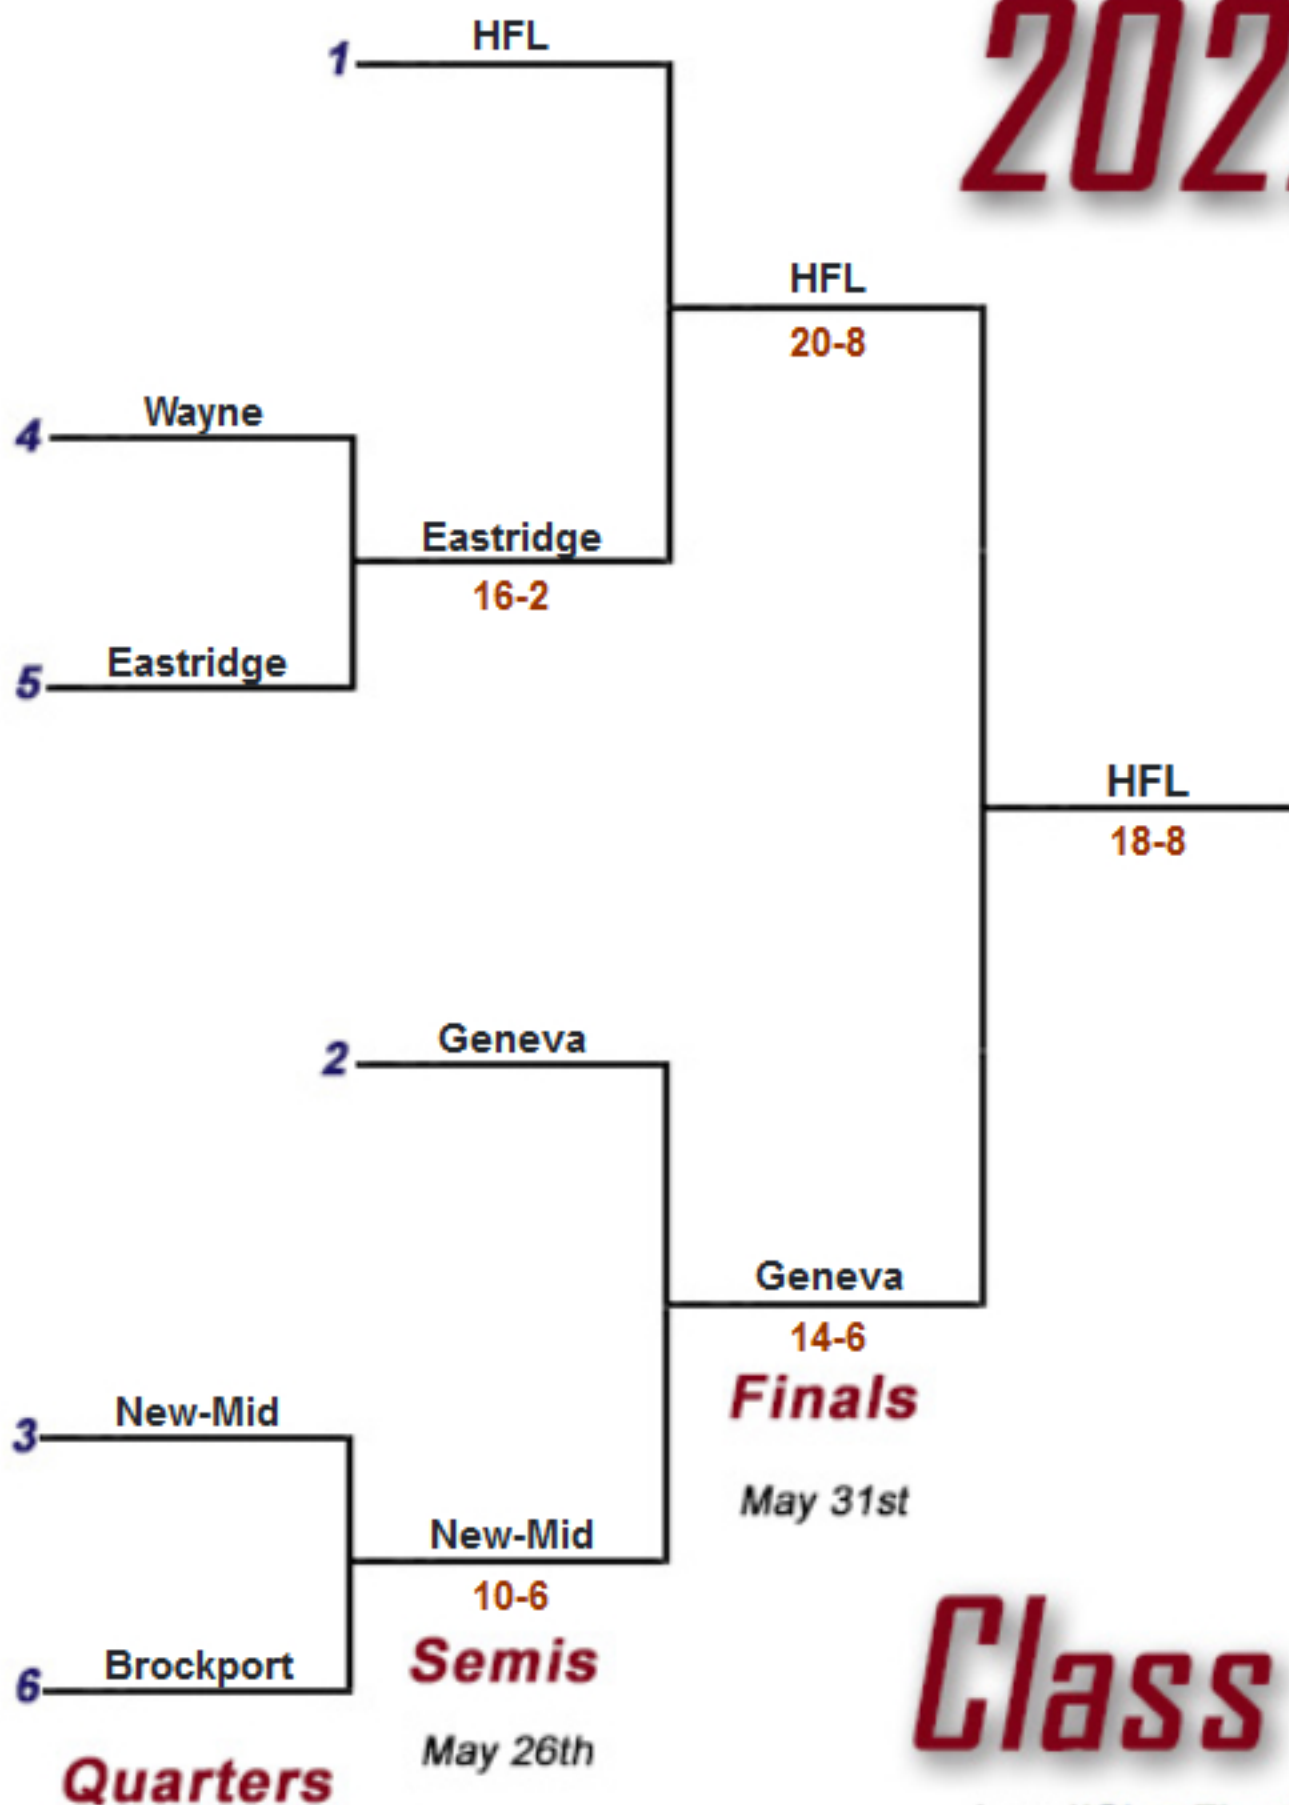 HFL
1
202
HFL
20-8
Wayne
4
Eastridge
16-2
Eastridge
5
HFL
18-8
Geneva
2
Geneva
14-6
Finals
May 31st
New-Mid
3
New-Mid
10-6
Semis
May 26th
Brockport
6
Class
Quarters